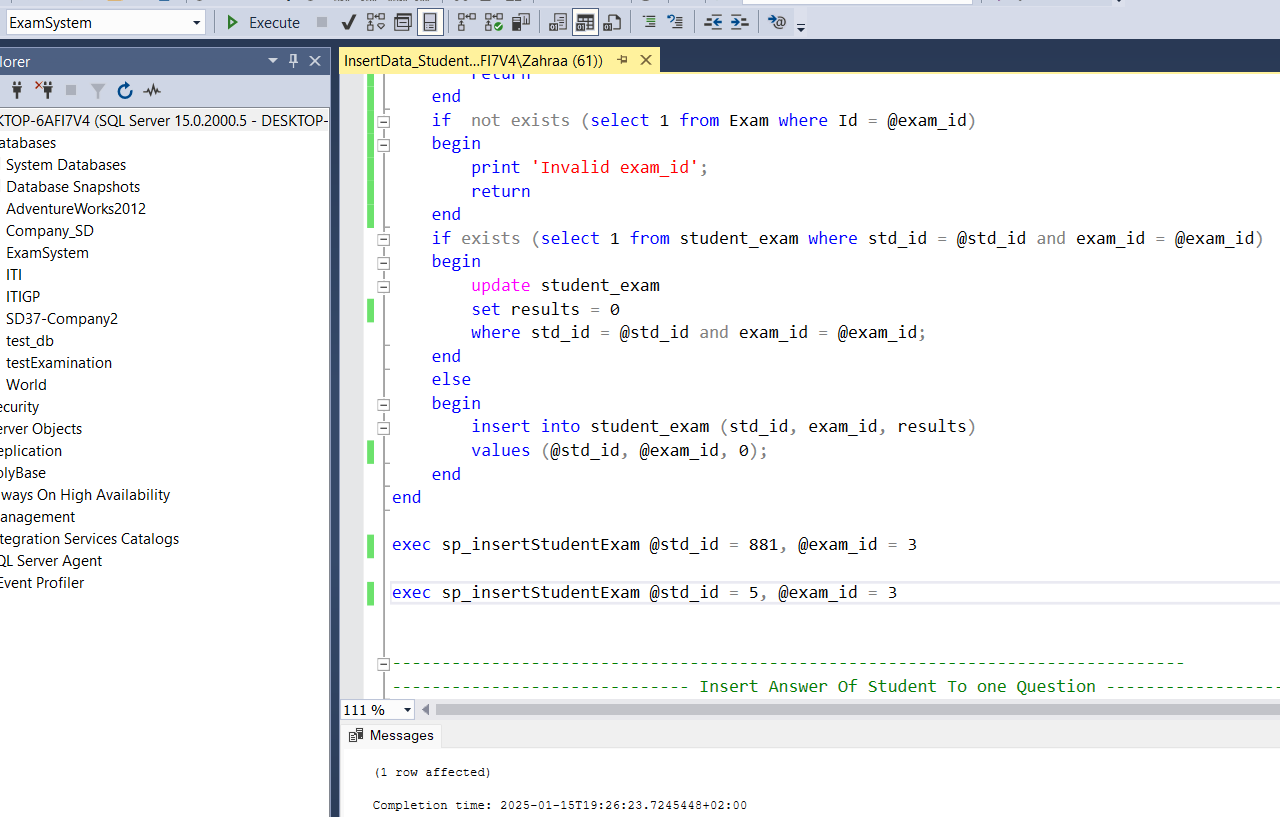 ExamSystem
Execute
lorer
InsertData_Student...FI7V4\Zahraa (61))
KTOP-6AFI7V4 (SQL Server 15.0.2000.5 - DESKTOP-
atabases
System Databases
Database Snapshots
AdventureWorks2012
Company_SD
ExamSystem
ITI
ITIGP
SD37-Company2
test_db
testExamination
World
ecurity
erver Objects
eplication
olyBase
ways On High Availability
anagement
tegration Services Catalogs
QL Server Agent
Event Profiler
return
end
if  not exists (select 1 from Exam where Id = @exam_id)
begin
print 'Invalid exam_id';
return
end
if exists (select 1 from student_exam where std_id = @std_id and exam_id = @exam_id)
begin
update student_exam
set results = 0
where std_id = @std_id and exam_id = @exam_id;
end
else
begin
insert into student_exam (std_id, exam_id, results)
values (@std_id, @exam_id, 0);
end
end
exec sp_insertStudentExam @std_id = 881, @exam_id = 3
exec sp_insertStudentExam @std_id = 5, @exam_id = 3
--------------------------------------------------------------------------------
------------------------------ Insert Answer Of Student To one Question ------------------
111 %
Messages
(1 row affected)
Completion time: 2025-01-15T19:26:23.7245448+02:00